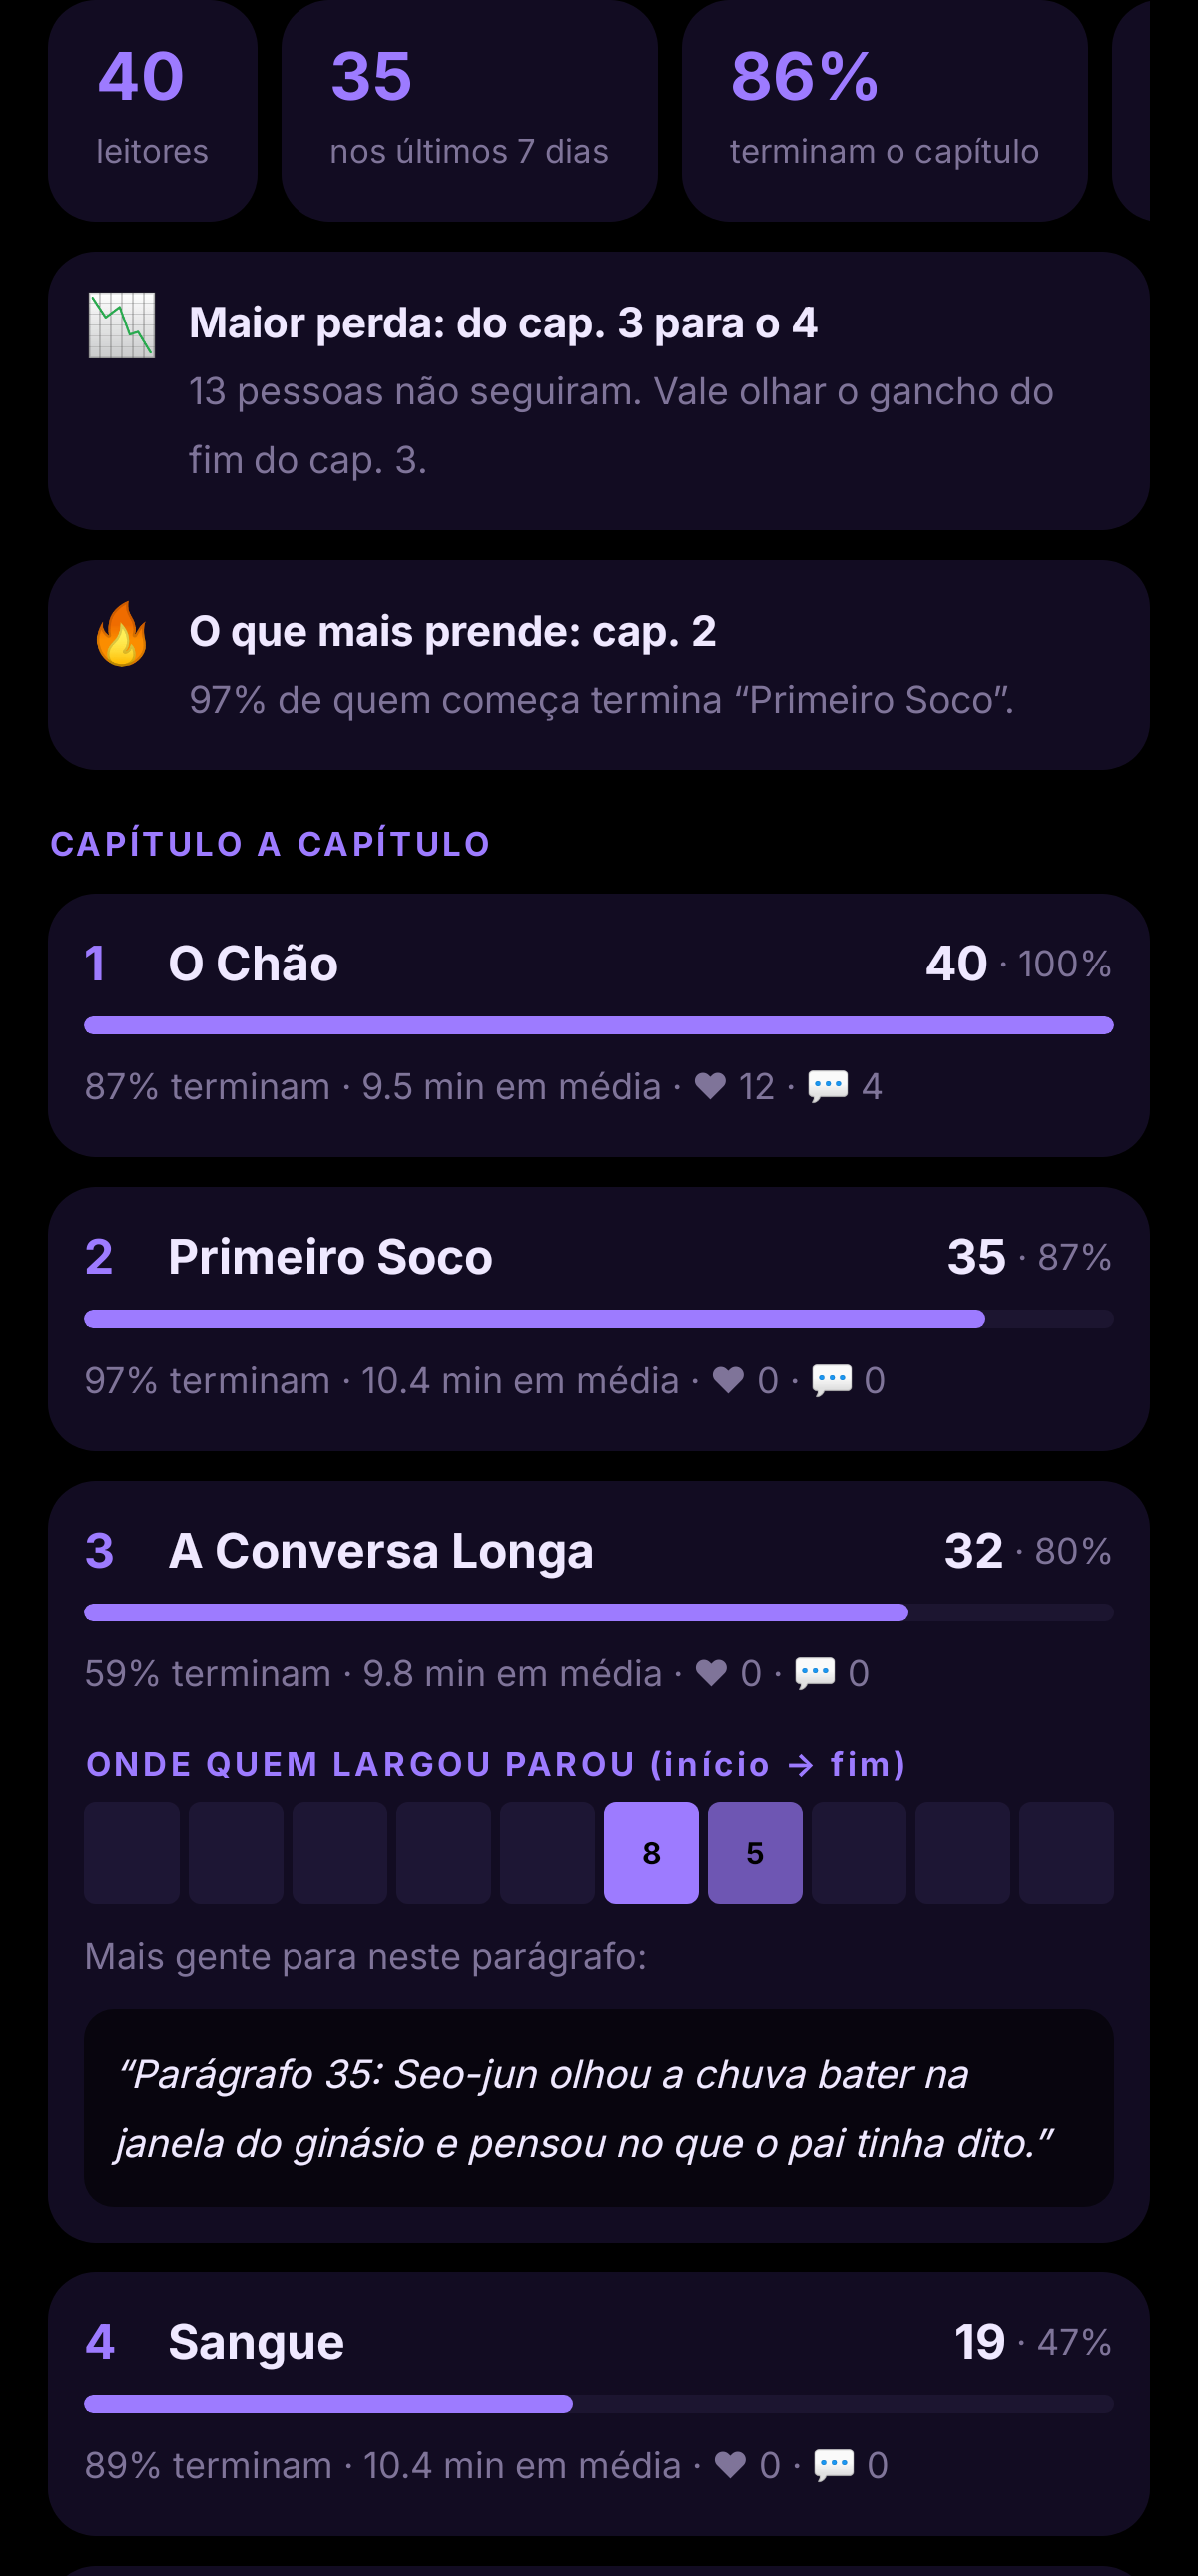 40
leitores
35
nos últimos 7 dias
86%
terminam o capítulo
Maior perda: do cap. 3 para o 4
13 pessoas não seguiram. Vale olhar o gancho do
fim do cap. 3.
O que mais prende: cap. 2
97% de quem começa termina “Primeiro Soco”.
CAPÍTULO A CAPÍTULO
1 O Chão 40 · 100%
87% terminam · 9.5 min em média · ♥ 12 · 💬 4
2 Primeiro Soco 35 · 87%
97% terminam · 10.4 min em média · ♥ 0 · 💬 0
3 A Conversa Longa 32 · 80%
59% terminam · 9.8 min em média · ♥ 0 · 💬 0
ONDE QUEM LARGOU PAROU (início → fim)
8 5
Mais gente para neste parágrafo:
“Parágrafo 35: Seo-jun olhou a chuva bater na
janela do ginásio e pensou no que o pai tinha dito.”
4 Sangue 19 · 47%
89% terminam · 10.4 min em média · ♥ 0 · 💬 0